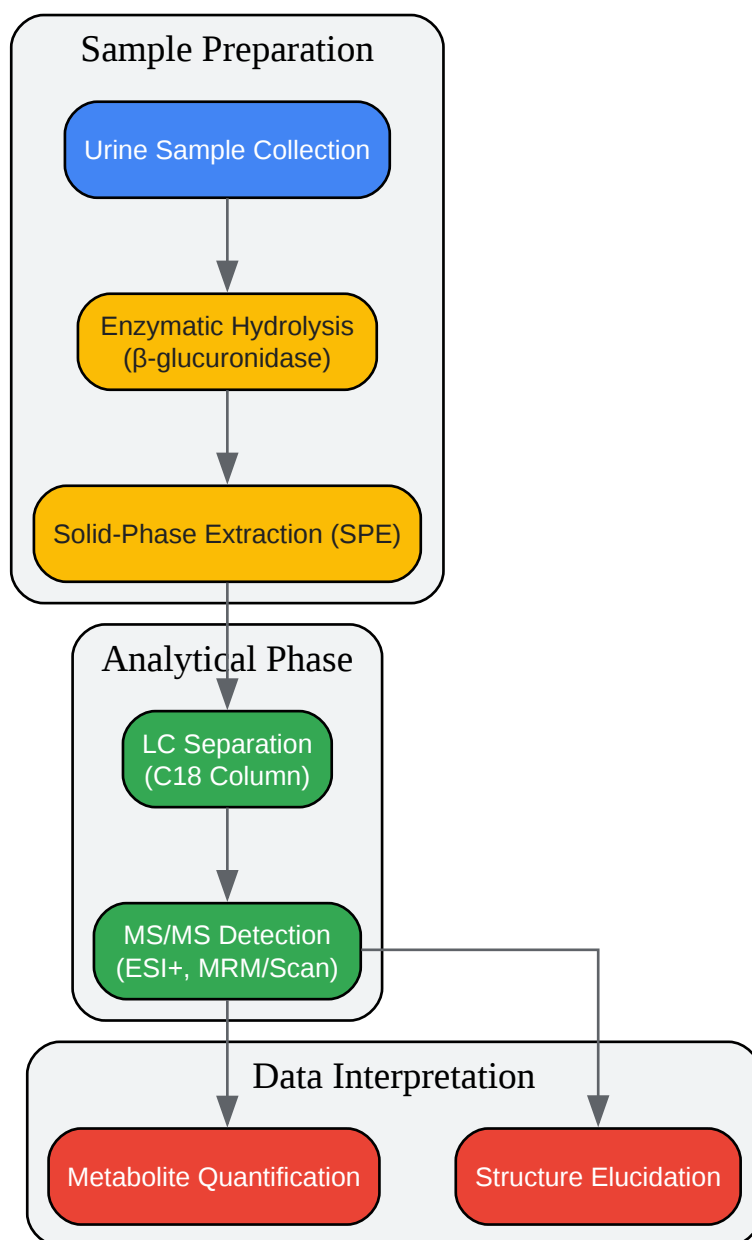 Sample Preparation
Urine Sample Collection
Enzymatic Hydrolysis
(β-glucuronidase)
Solid-Phase Extraction (SPE)
Analytical Phase
LC Separation
(C18 Column)
MS/MS Detection
(ESI+, MRM/Scan)
Data Interpretation
Metabolite Quantification
Structure Elucidation